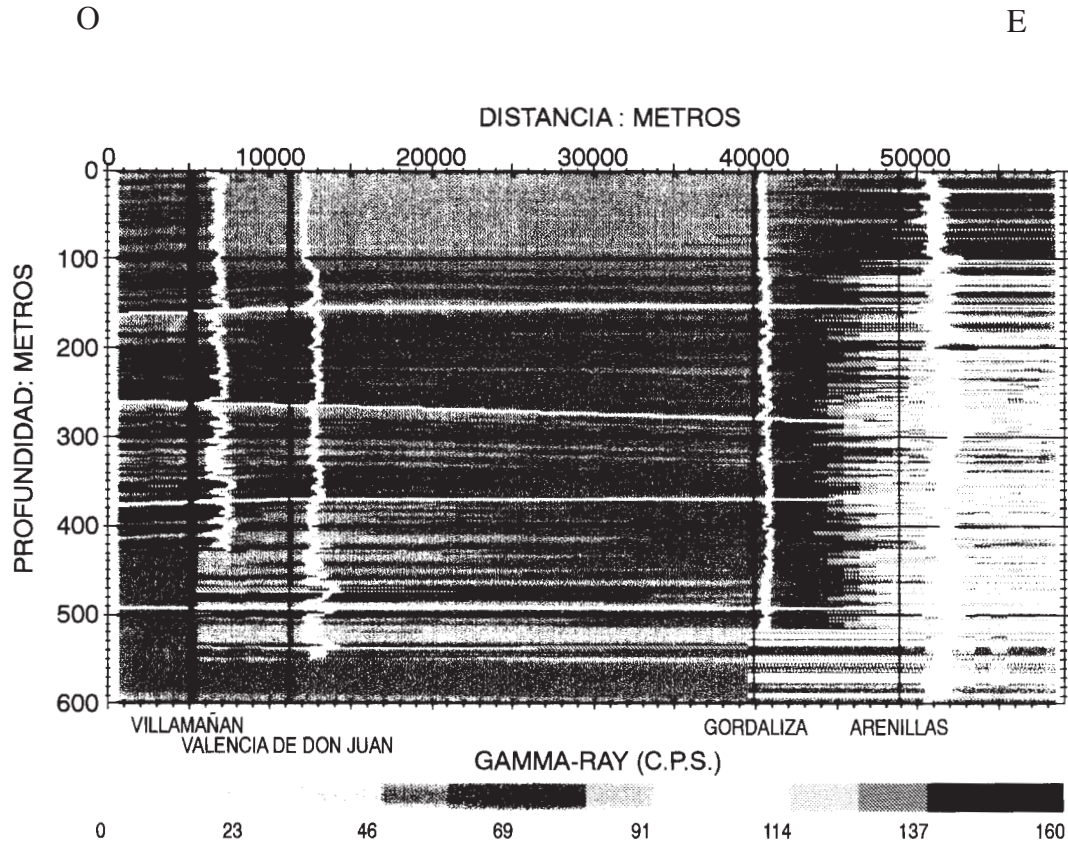 O E
DISTANCIA : METROS
0 10000 20000 30000 40000 50000
PROFUNDIDAD: METROS
0
100
200
300
400
500
600
VILLAMAÑAN
VALENCIA DE DON JUAN
GORDALIZA ARENILLAS
GAMMA-RAY (C.P.S.)
0 23 46 69 91 114 137 160